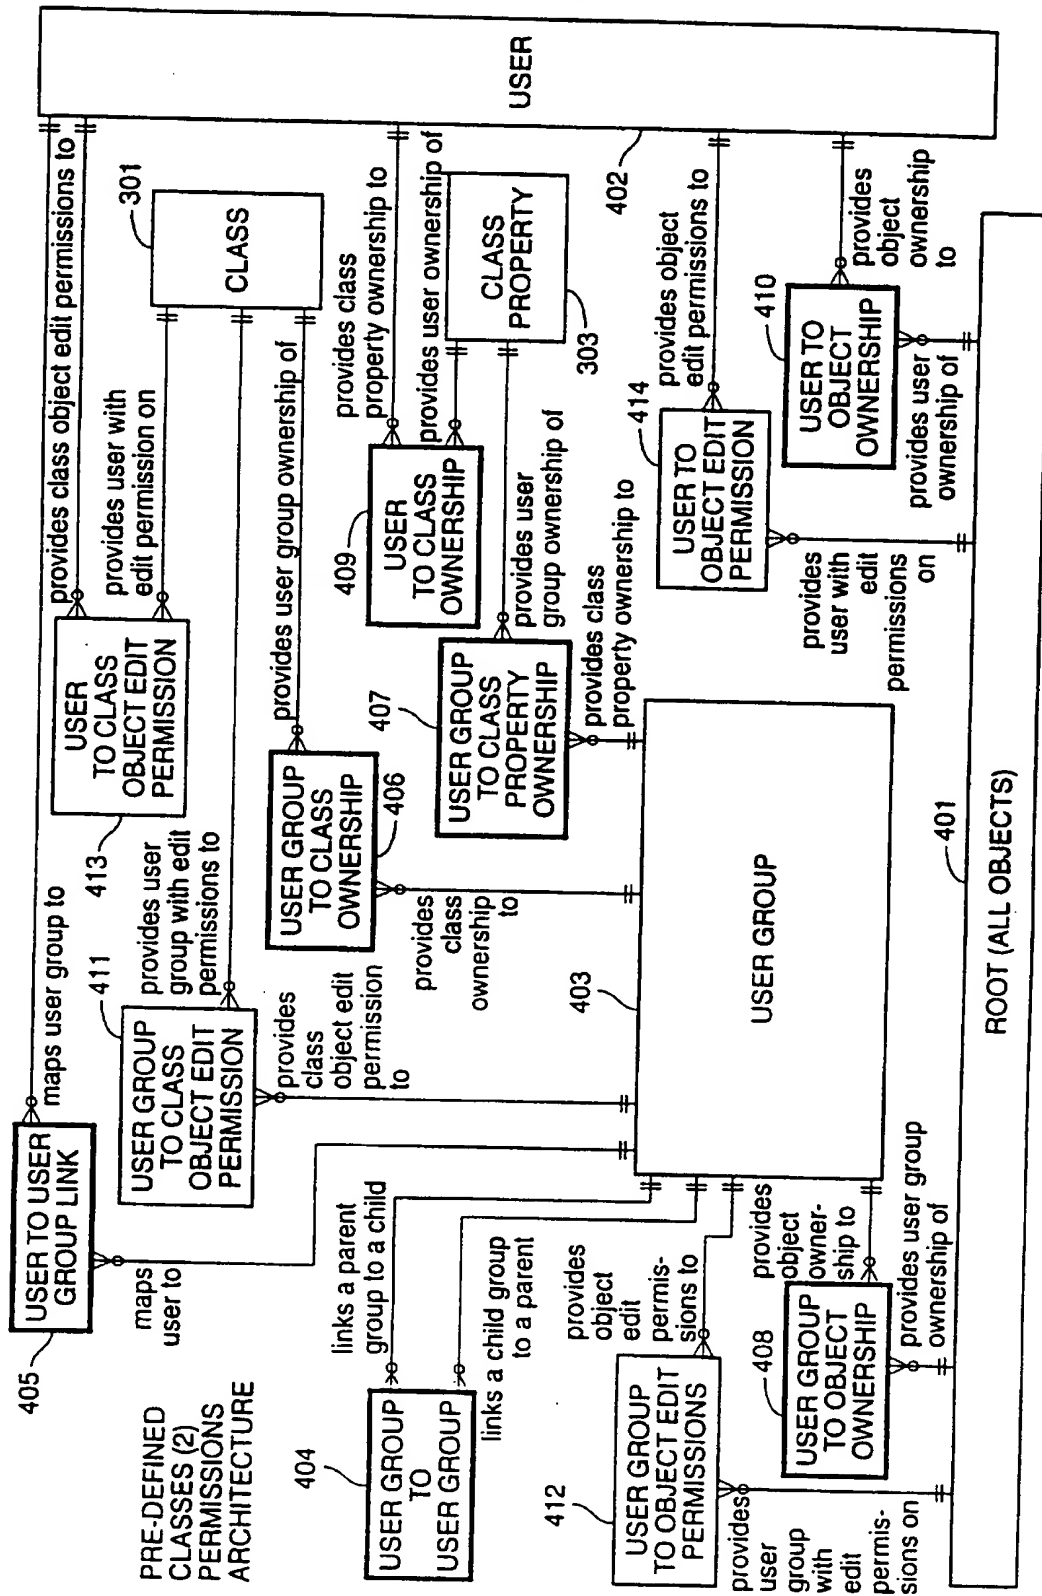 PRE-DEFINED
CLASSES (2)
PERMISSIONS
ARCHITECTURE
405
USER TO USER
GROUP LINK
maps user group to
maps
user to
413
USER
TO CLASS
OBJECT EDIT
PERMISSION
provides class object edit permissions to
provides user with
edit permission on
301
CLASS
411
USER GROUP
TO CLASS
OBJECT EDIT
PERMISSION
provides user
group with edit
permissions to
provides
class
object edit
permission
to
USER GROUP
TO CLASS
OWNERSHIP
406
provides user group ownership of
provides
class
ownership
to
409
USER
TO CLASS
OWNERSHIP
provides class
property ownership to
provides user ownership of
CLASS
PROPERTY
303
407
USER GROUP
TO CLASS
PROPERTY
OWNERSHIP
provides user
group ownership of
provides class
property ownership to
USER
402
404
USER GROUP
TO
USER GROUP
links a parent
group to a child
links a child group
to a parent
403
USER GROUP
412
USER GROUP
TO OBJECT EDIT
PERMISSIONS
provides
object
edit
permis-
sions to
provides
user
group
with
edit
permis-
sions on
408
USER GROUP
TO OBJECT
OWNERSHIP
provides
object
owner-
ship to
provides user group
ownership of
414
USER TO
OBJECT EDIT
PERMISSION
provides object
edit permissions to
provides
user with
edit
permissions
on
410
USER TO
OBJECT
OWNERSHIP
provides
object
ownership
to
provides user
ownership of
401
ROOT (ALL OBJECTS)